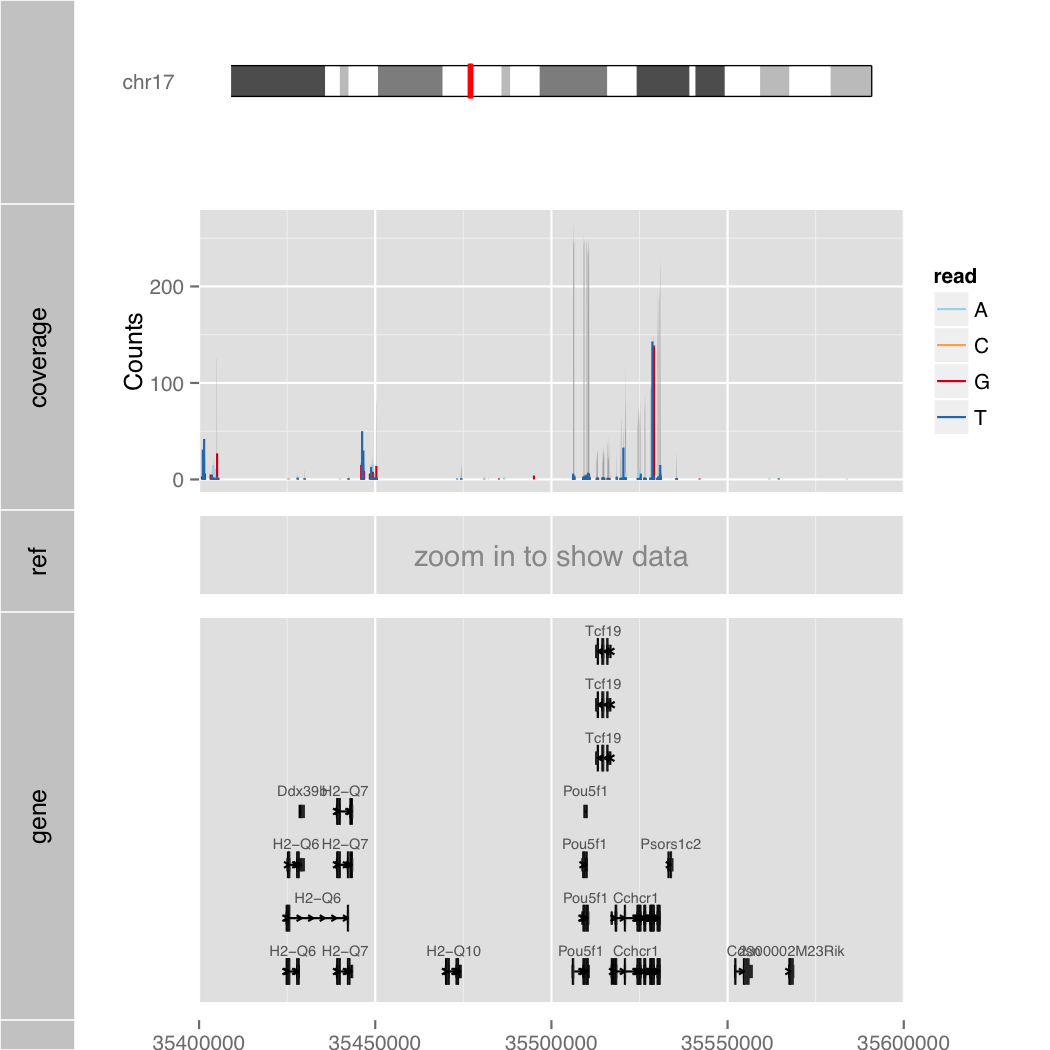 chr17
coverage
Counts
200
100
0
read
A
C
G
T
ref
zoom in to show data
gene
Tcf19
Tcf19
Tcf19
Ddx39b H2−Q7 Pou5f1
H2−Q6 H2−Q7 Pou5f1 Psors1c2
H2−Q6 Pou5f1 Cchcr1
H2−Q6 H2−Q7 H2−Q10 Pou5f1 Cchcr1 2300002M23Rik
35400000 35450000 35500000 35550000 35600000